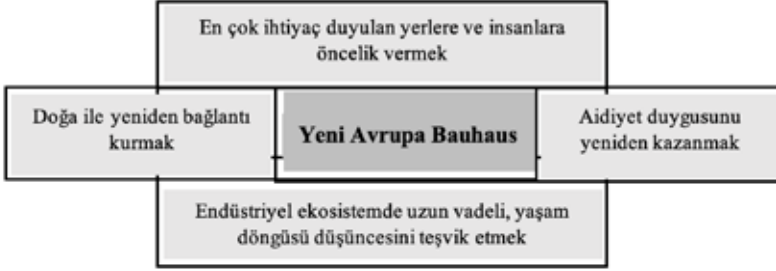 En çok ihtiyaç duyulan yerlere ve insanlara
öncelik vermek
Doğa ile yeniden bağlantı
kurmak
Yeni Avrupa Bauhaus
Aidiyet duygusunu
yeniden kazanmak
Endüstriyel ekosistemde uzun vadeli, yaşam
döngüsü düşüncesini teşvik etmek